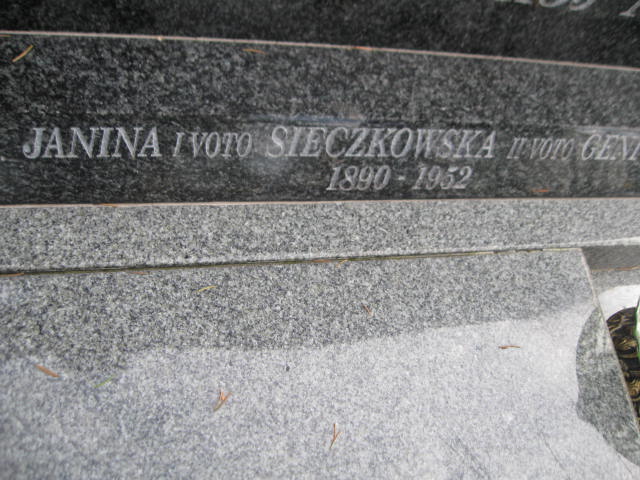 JANINA I VOTO SIECZKOWSKA II VOTO
1890 - 1952